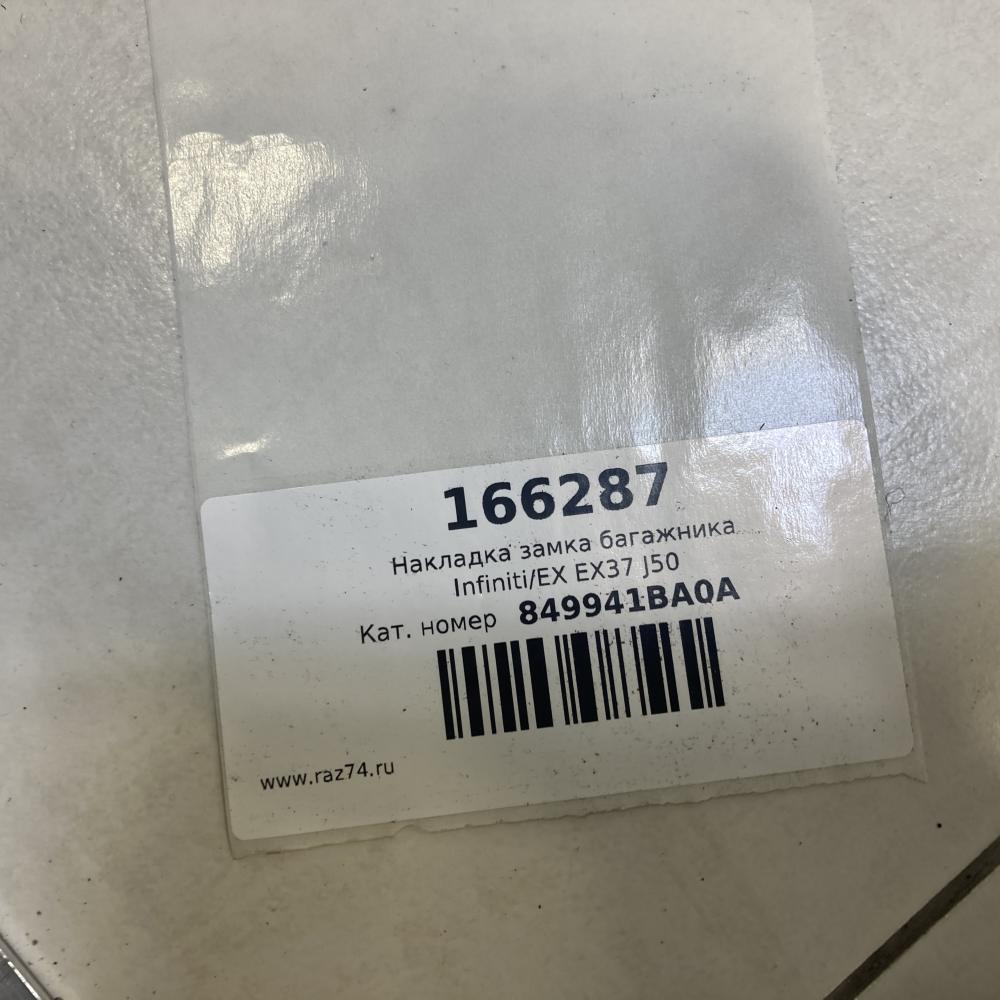 166287
Накладка замка багажника
Infiniti/EX EX37 J50
Кат. номер 849941BA0A
www.raz74.ru